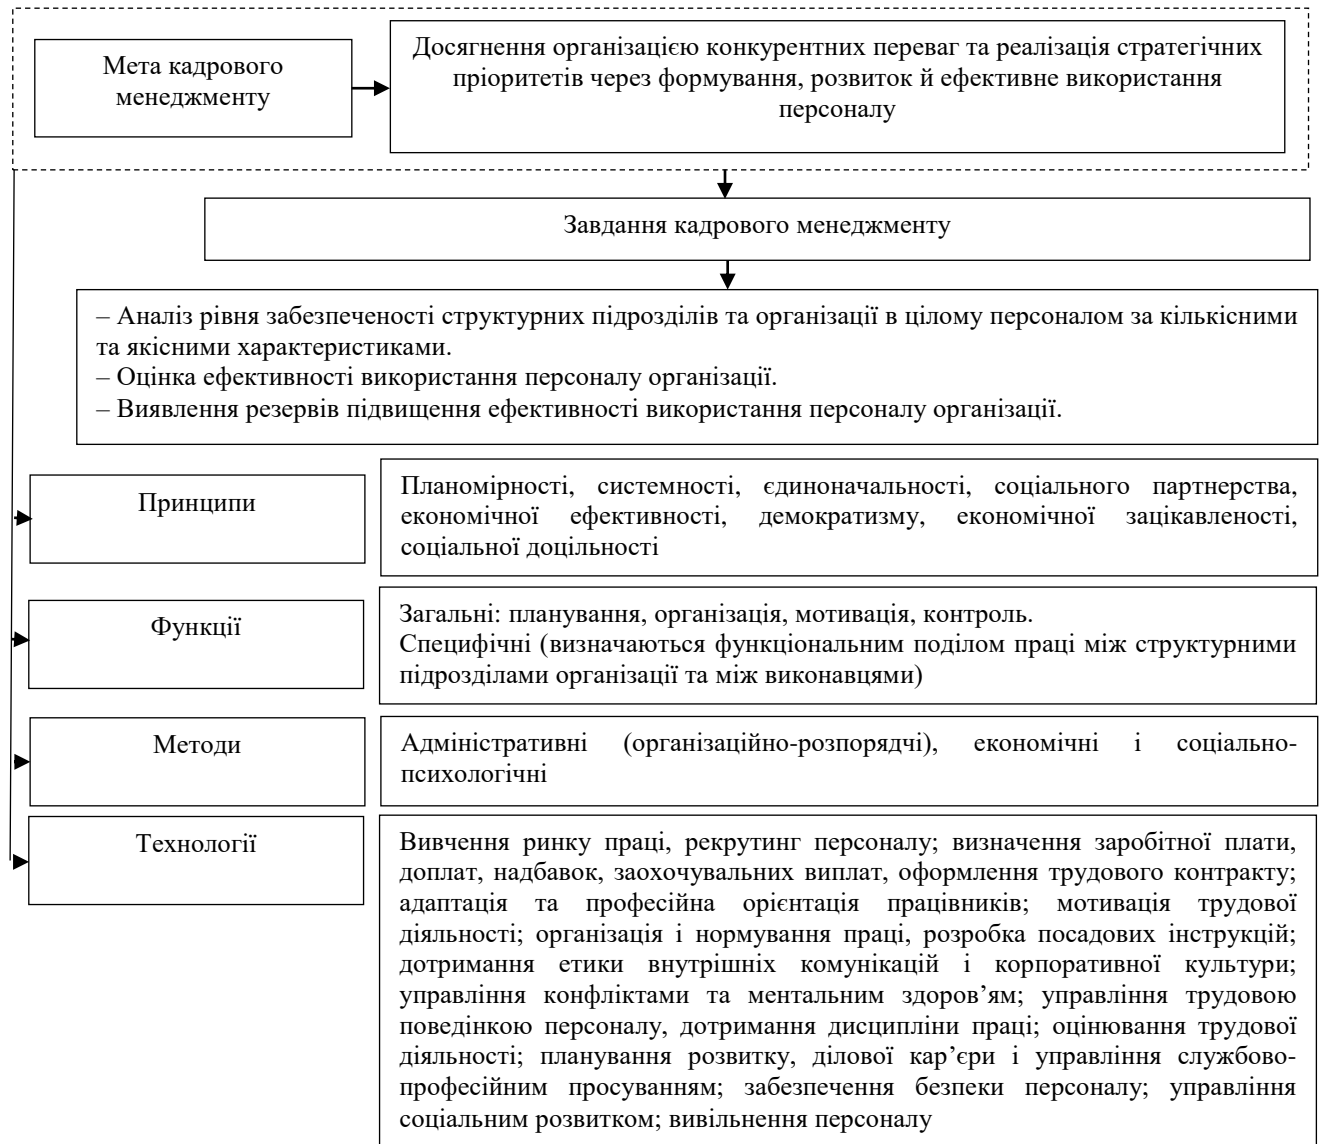 Мета кадрового
менеджменту
Досягнення організацією конкурентних переваг та реалізація стратегічних
пріоритетів через формування, розвиток й ефективне використання
персоналу
Завдання кадрового менеджменту
– Аналіз рівня забезпеченості структурних підрозділів та організації в цілому персоналом за кількісними
та якісними характеристиками.
– Оцінка ефективності використання персоналу організації.
– Виявлення резервів підвищення ефективності використання персоналу організації.
Принципи
Планомірності, системності, єдиноначальності, соціального партнерства,
економічної ефективності, демократизму, економічної зацікавленості,
соціальної доцільності
Функції
Загальні: планування, організація, мотивація, контроль.
Специфічні (визначаються функціональним поділом праці між структурними
підрозділами організації та між виконавцями)
Методи
Адміністративні (організаційно-розпорядчі), економічні і соціально-
психологічні
Технології
Вивчення ринку праці, рекрутинг персоналу; визначення заробітної плати,
доплат, надбавок, заохочувальних виплат, оформлення трудового контракту;
адаптація та професійна орієнтація працівників; мотивація трудової
діяльності; організація і нормування праці, розробка посадових інструкцій;
дотримання етики внутрішніх комунікацій і корпоративної культури;
управління конфліктами та ментальним здоров’ям; управління трудовою
поведінкою персоналу, дотримання дисципліни праці; оцінювання трудової
діяльності; планування розвитку, ділової кар’єри і управління службово-
професійним просуванням; забезпечення безпеки персоналу; управління
соціальним розвитком; вивільнення персоналу